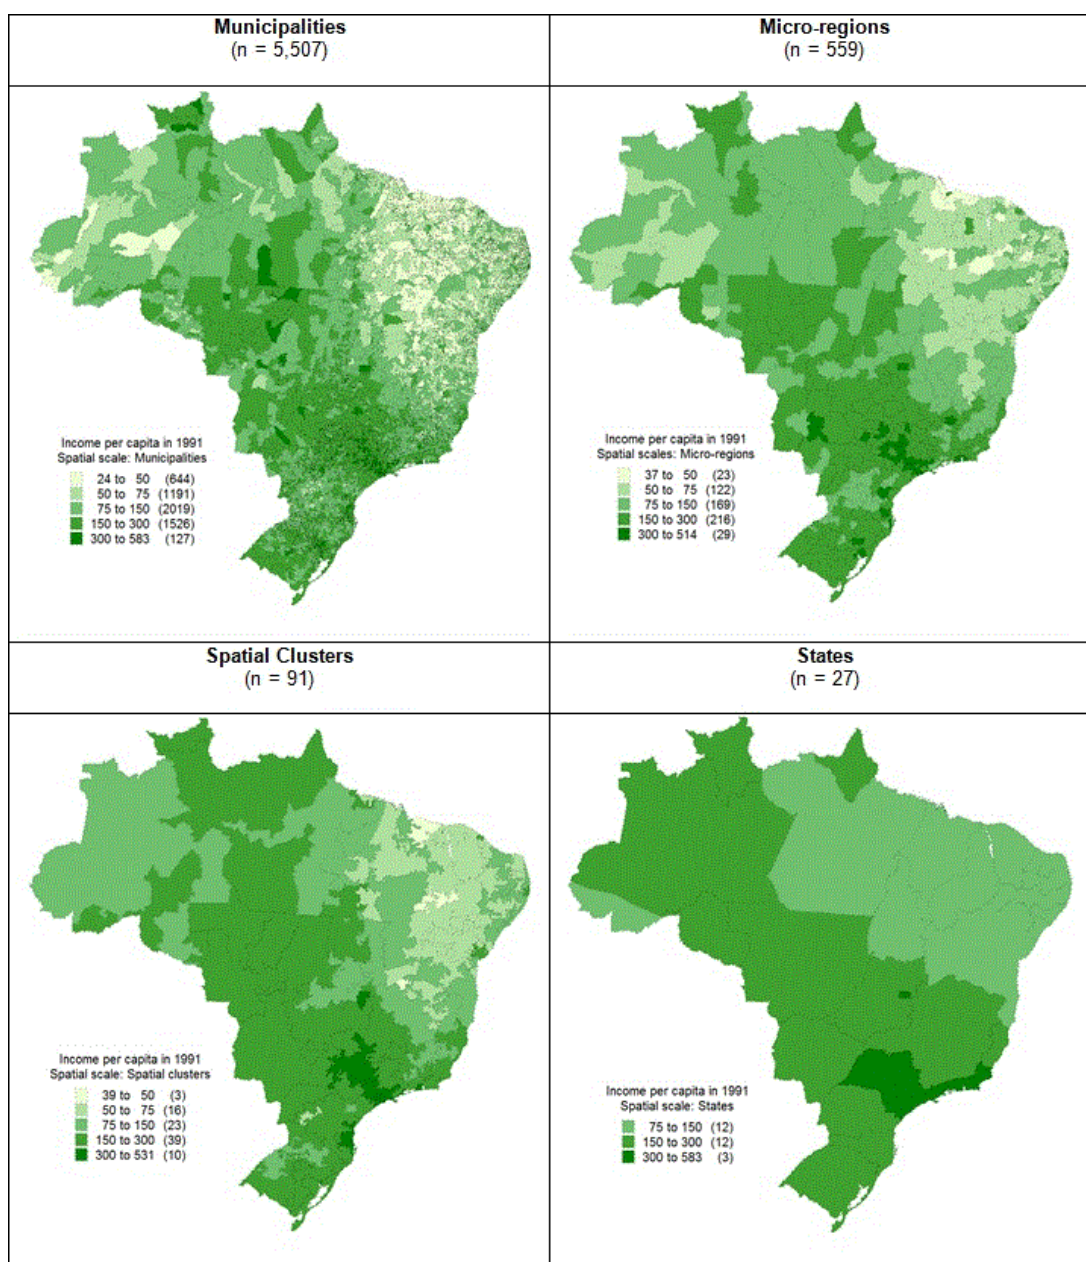 Municipalities
(n = 5,507)
Micro-regions
(n = 559)
Income per capita in 1991
Spatial scale: Municipalities
24 to 50 (644)
50 to 75 (1191)
75 to 150 (2019)
150 to 300 (1526)
300 to 583 (127)
Income per capita in 1991
Spatial scales: Micro-regions
37 to 50 (23)
50 to 75 (122)
75 to 150 (169)
150 to 300 (216)
300 to 514 (29)
Spatial Clusters
(n = 91)
States
(n = 27)
Income per capita in 1991
Spatial scale: Spatial clusters
39 to 50 (3)
50 to 75 (16)
75 to 150 (23)
150 to 300 (39)
300 to 531 (10)
Income per capita in 1991
Spatial scale: States
75 to 150 (12)
150 to 300 (12)
300 to 583 (3)